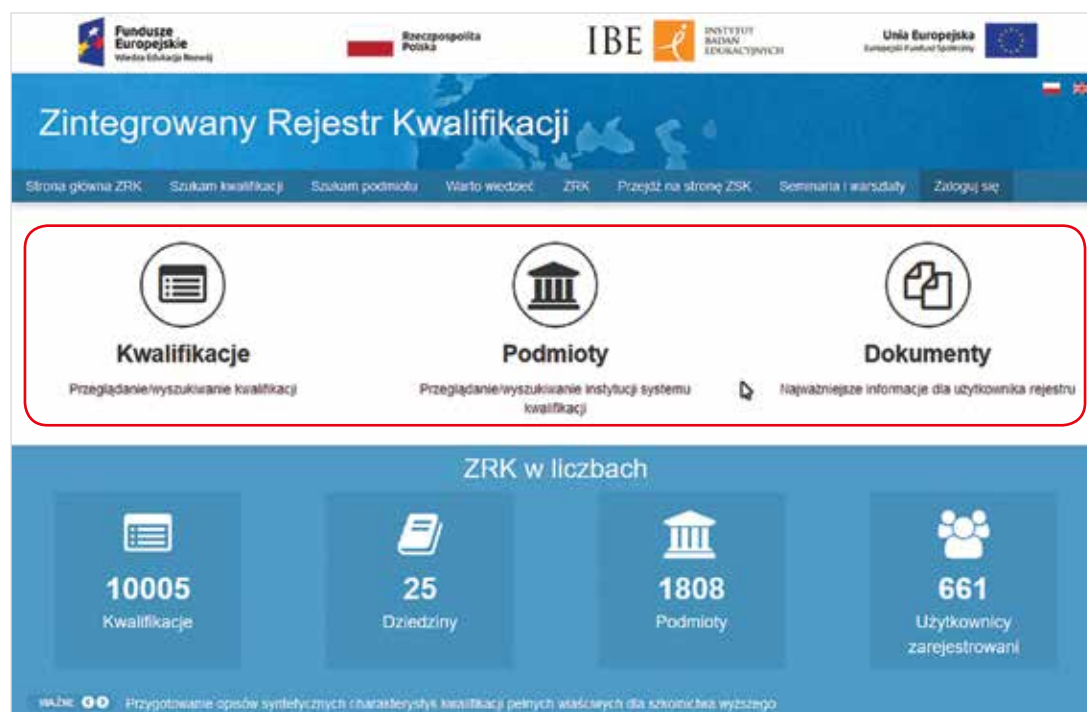 Fundusze
Europejskie
Wiedza Edukacja Rozwój
Rzeczpospolita
Polska
IBE
INSTYTUT
BADAŃ
EDUKACYJNYCH
Unia Europejska
Europejski Fundusz Społeczny
Zintegrowany Rejestr Kwalifikacji
Strona główna ZRK Szukam kwalifikacji Szukam podmiotu Warto wiedzieć ZRK Przejdź na stronę ZSK Seminaria i warsztaty Zaloguj się
Kwalifikacje
Przeglądanie/wyszukiwanie kwalifikacji
Podmioty
Przeglądanie/wyszukiwanie instytucji systemu
kwalifikacji
Dokumenty
Najważniejsze informacje dla użytkownika rejestru
ZRK w liczbach
10005
Kwalifikacje
25
Dziedziny
1808
Podmioty
661
Użytkownicy
zarejestrowani
WAŻNE Przygotowanie opisów syntetycznych charakterystyk kwalifikacji pełnych właściwych dla szkolnictwa wyższego